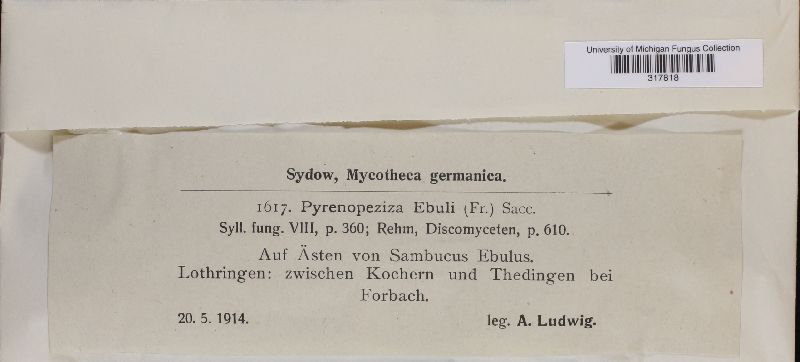 University of Michigan Fungus Collection
317818
Sydow, Mycotheca germanica.
1617. Pyrenopeziza Ebuli (Fr.) Sacc.
Syll. fung. VIII, p. 360; Rehm, Discomyceten, p. 610.
Auf Ästen von Sambucus Ebulus.
Lothringen: zwischen Kochern und Thedingen bei
Forbach.
20. 5. 1914. leg. A. Ludwig.